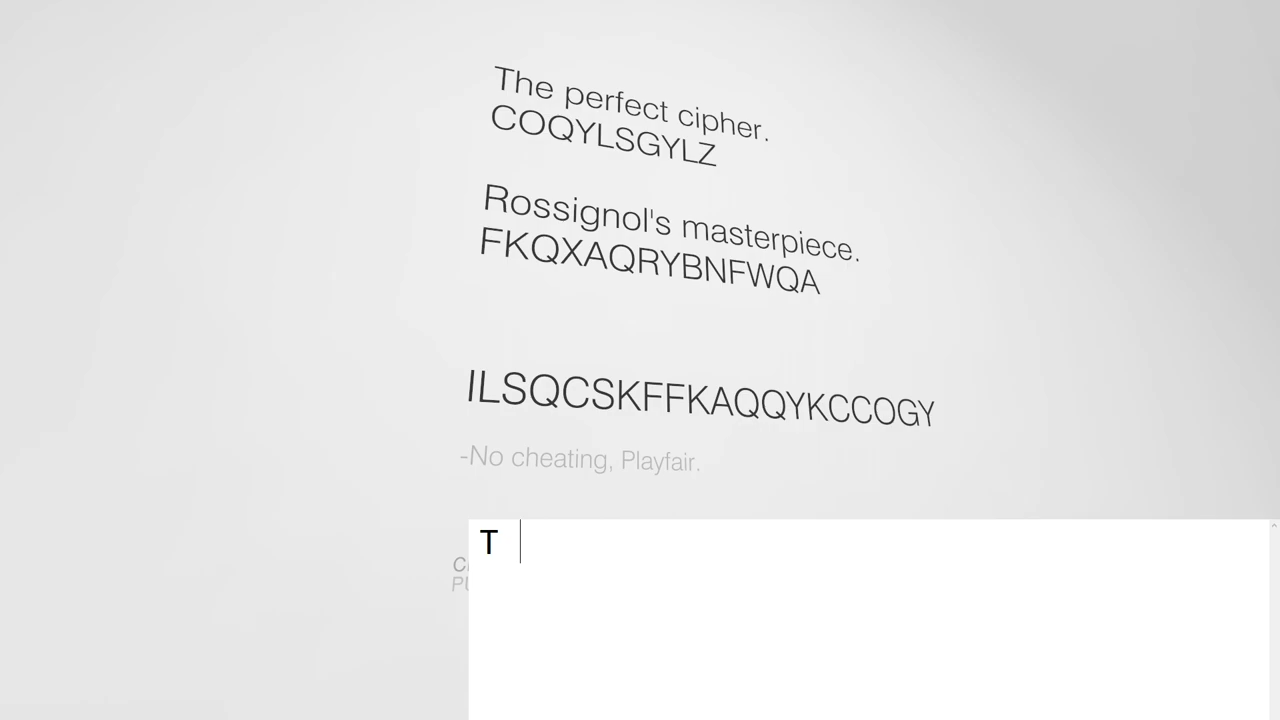 The perfect cipher.
COQYLSGYLZ
Rossignol's masterpiece.
FKQXAQRYBNFWQA
ILSQCSKFFKAQQYKCCOGY
-No cheating, Playfair.
T